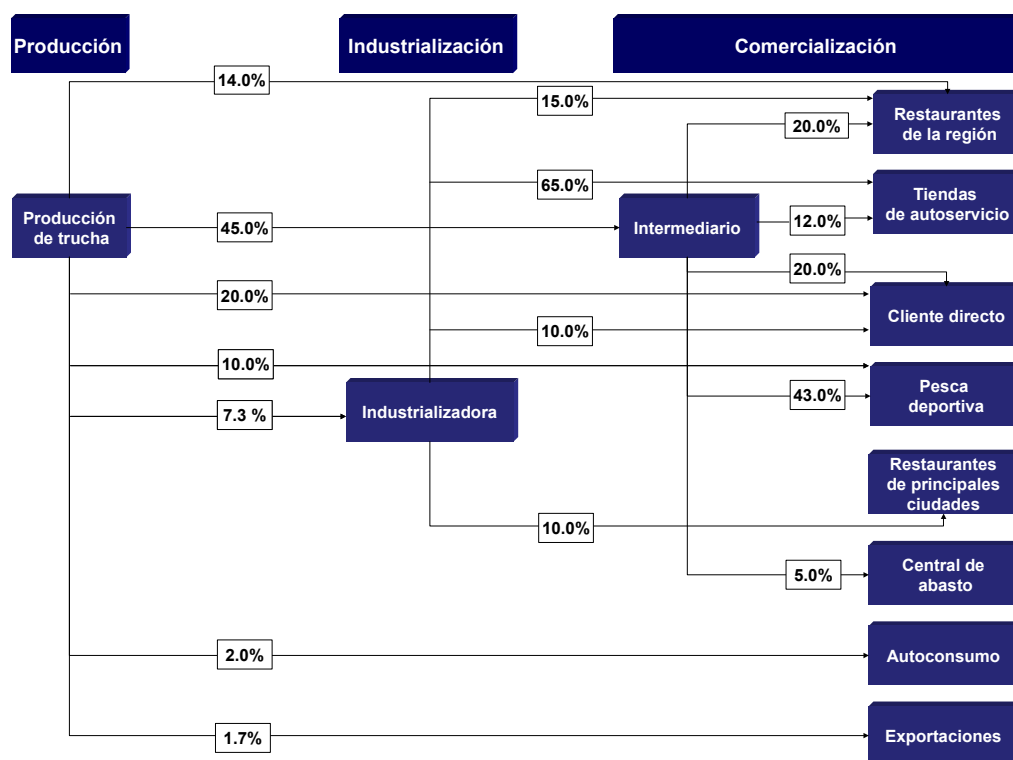 Producción
Industrialización
Comercialización
14.0%
15.0%
Restaurantes
de la región
20.0%
65.0%
Tiendas
de autoservicio
Producción
de trucha
45.0%
Intermediario
12.0%
20.0%
20.0%
Cliente directo
10.0%
10.0%
Pesca
deportiva
43.0%
7.3 %
Industrializadora
Restaurantes
de principales
ciudades
10.0%
5.0%
Central de
abasto
2.0%
Autoconsumo
1.7%
Exportaciones